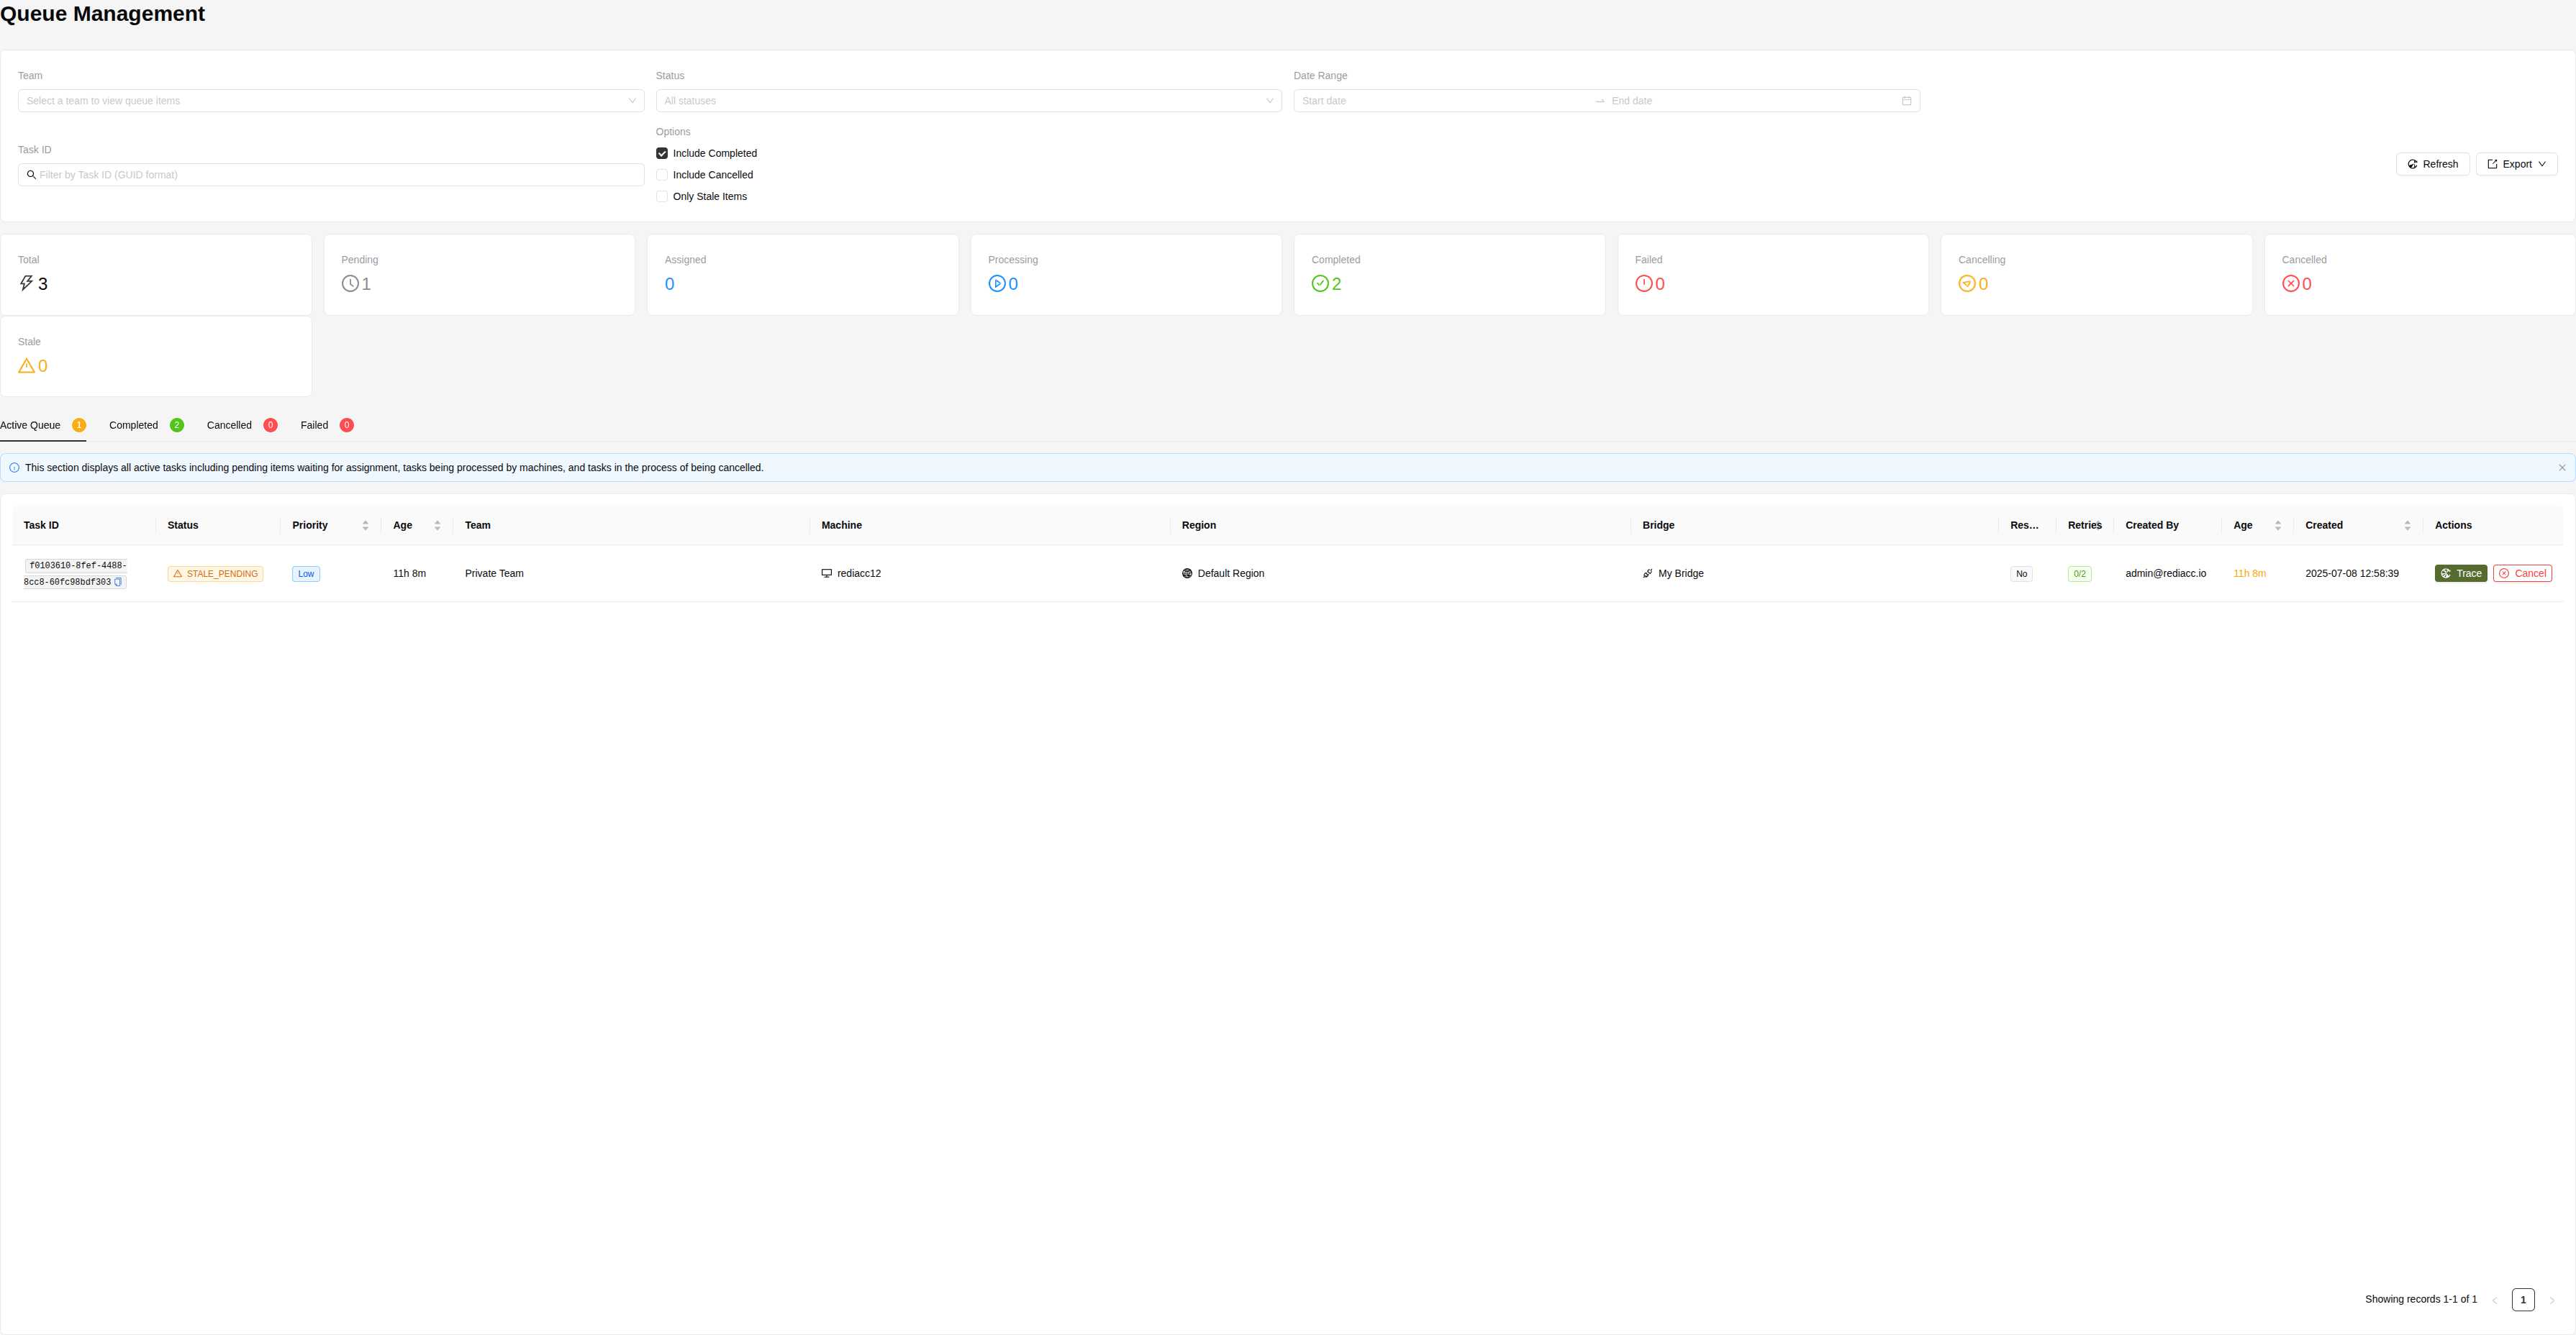 Queue Management
Team
Status
Date Range
Select a team to view queue items
All statuses
Start date
End date
Options
Task ID
Include Completed
Filter by Task ID (GUID format)
Include Cancelled
Only Stale Items
Refresh
Export
Total
3
Pending
1
Assigned
0
Processing
0
Completed
2
Failed
0
Cancelling
0
Cancelled
0
Stale
0
Active Queue 1
Completed 2
Cancelled 0
Failed 0
This section displays all active tasks including pending items waiting for assignment, tasks being processed by machines, and tasks in the process of being cancelled.
Task ID Status Priority Age Team Machine Region Bridge Res... Retries Created By Age Created Actions
f0103610-8fef-4488-
8cc8-60fc98bdf303
STALE_PENDING Low 11h 8m Private Team rediacc12 Default Region My Bridge No 0/2 admin@rediacc.io 11h 8m 2025-07-08 12:58:39 Trace Cancel
Showing records 1-1 of 1
1